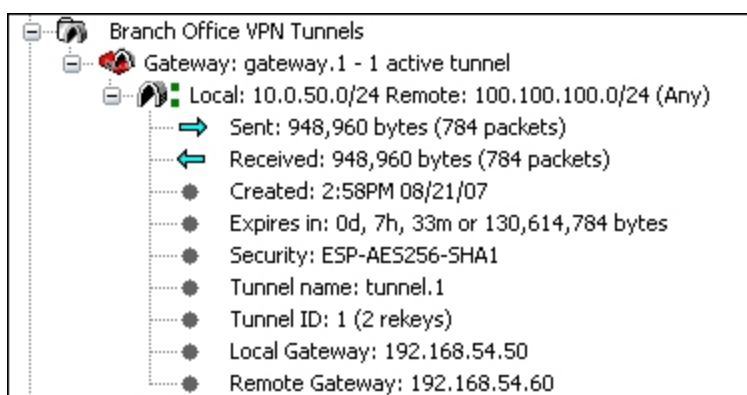 Branch Office VPN Tunnels
Gateway: gateway.1 - 1 active tunnel
Local: 10.0.50.0/24 Remote: 100.100.100.0/24 (Any)
Sent: 948,960 bytes (784 packets)
Received: 948,960 bytes (784 packets)
Created: 2:58PM 08/21/07
Expires in: 0d, 7h, 33m or 130,614,784 bytes
Security: ESP-AES256-SHA1
Tunnel name: tunnel.1
Tunnel ID: 1 (2 rekeys)
Local Gateway: 192.168.54.50
Remote Gateway: 192.168.54.60